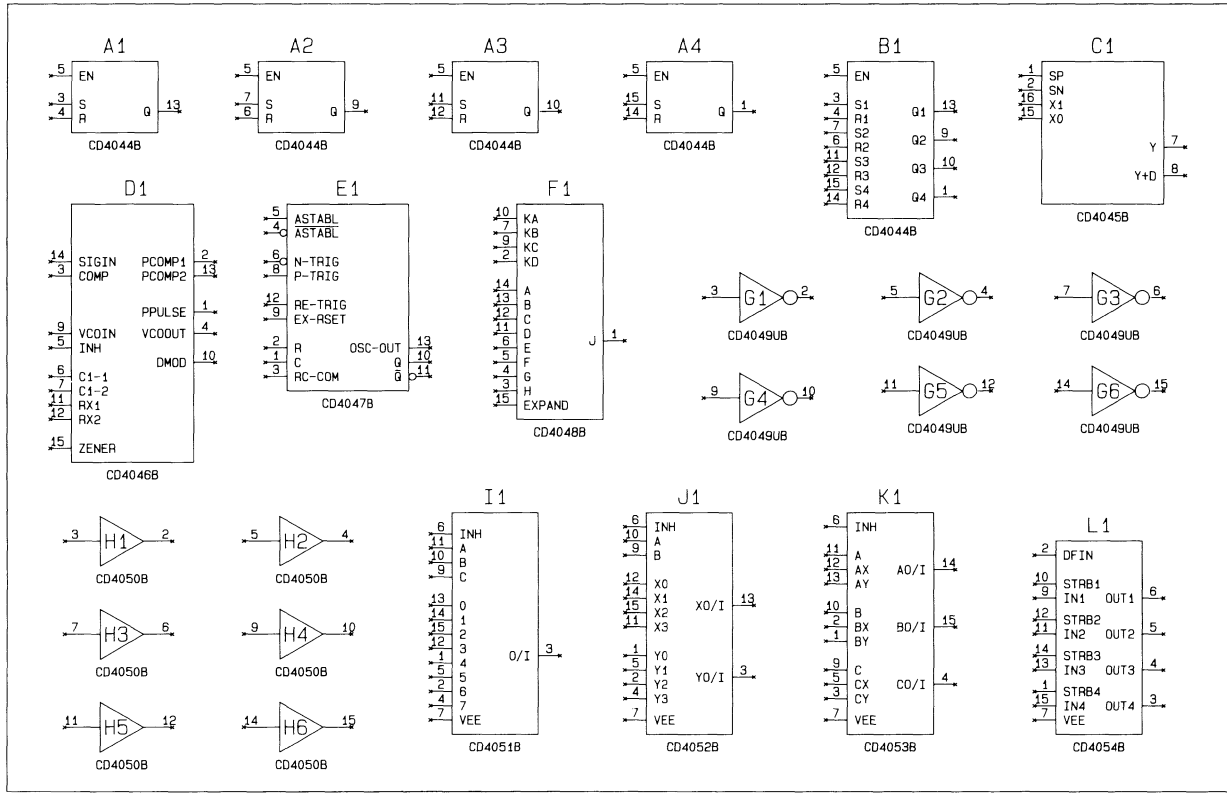 A1
5 EN
3 S
4 R
Q 13
CD4044B
A2
5 EN
7 S
6 R
Q 9
CD4044B
A3
5 EN
11 S
12 R
Q 10
CD4044B
A4
5 EN
15 S
14 R
Q 1
CD4044B
B1
5 EN
3 S1
4 R1
7 S2
6 R2
11 S3
12 R3
15 S4
14 R4
Q1 13
Q2 9
Q3 10
Q4 1
CD4044B
C1
1 SP
2 SN
16 X1
15 X0
Y 7
Y+D 8
CD4045B
D1
14 SIGIN
3 COMP
9 VCOIN
5 INH
6 C1-1
7 C1-2
11 RX1
12 RX2
15 ZENER
PCOMP1 2
PCOMP2 13
PPULSE 1
VCOOUT 4
DMOD 10
CD4046B
E1
5 ASTABL
4 ASTABL
6 N-TRIG
8 P-TRIG
12 RE-TRIG
9 EX-RSET
2 R
1 C
3 RC-COM
OSC-OUT 13
Q 10
Q 11
CD4047B
F1
10 KA
7 KB
9 KC
2 KD
14 A
13 B
12 C
11 D
6 E
5 F
4 G
3 H
15 EXPAND
J 1
CD4048B
3 G1 2
CD4049UB
5 G2 4
CD4049UB
7 G3 6
CD4049UB
9 G4 10
CD4049UB
11 G5 12
CD4049UB
14 G6 15
CD4049UB
3 H1 2
CD4050B
5 H2 4
CD4050B
7 H3 6
CD4050B
9 H4 10
CD4050B
11 H5 12
CD4050B
14 H6 15
CD4050B
I1
6 INH
11 A
10 B
9 C
13 0
14 1
15 2
12 3
1 4
5 5
2 6
4 7
7 VEE
O/I 3
CD4051B
J1
6 INH
10 A
9 B
12 X0
14 X1
15 X2
11 X3
1 Y0
5 Y1
2 Y2
4 Y3
7 VEE
XO/I 13
YO/I 3
CD4052B
K1
6 INH
11 A
12 AX
13 AY
10 B
2 BX
1 BY
9 C
5 CX
3 CY
7 VEE
AO/I 14
BO/I 15
CO/I 4
CD4053B
L1
2 DFIN
10 STRB1
9 IN1
12 STRB2
11 IN2
14 STRB3
13 IN3
1 STRB4
15 IN4
7 VEE
OUT1 6
OUT2 5
OUT3 4
OUT4 3
CD4054B